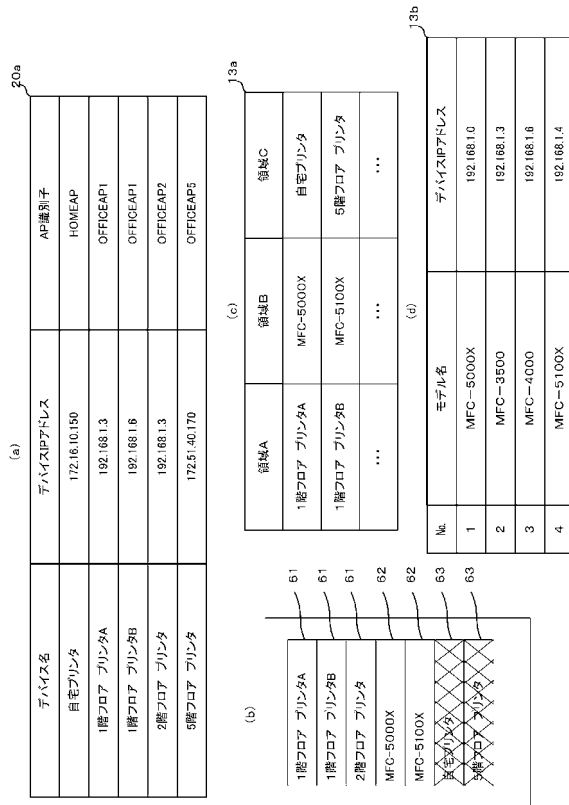 (a)
20a
デバイス名 デバイスIPアドレス AP識別子
自宅プリンタ 172.16.10.150 HOMEAP
1階フロア プリンタA 192.168.1.3 OFFICEAP1
1階フロア プリンタB 192.168.1.6 OFFICEAP1
2階フロア プリンタ 192.168.1.3 OFFICEAP2
5階フロア プリンタ 172.51.40.170 OFFICEAP5
(b)
1階フロア プリンタA 61
1階フロア プリンタB 61
2階フロア プリンタ 61
MFC-5000X 62
MFC-5100X 62
自宅プリンタ 63
5階フロア プリンタ 63
(c)
13a
領域A 領域B 領域C
1階フロア プリンタA MFC-5000X 自宅プリンタ
1階フロア プリンタB MFC-5100X 5階フロア プリンタ
… … …
(d)
13b
No. モデル名 デバイスIPアドレス
1 MFC-5000X 192.168.1.0
2 MFC-3500 192.168.1.3
3 MFC-4000 192.168.1.6
4 MFC-5100X 192.168.1.4